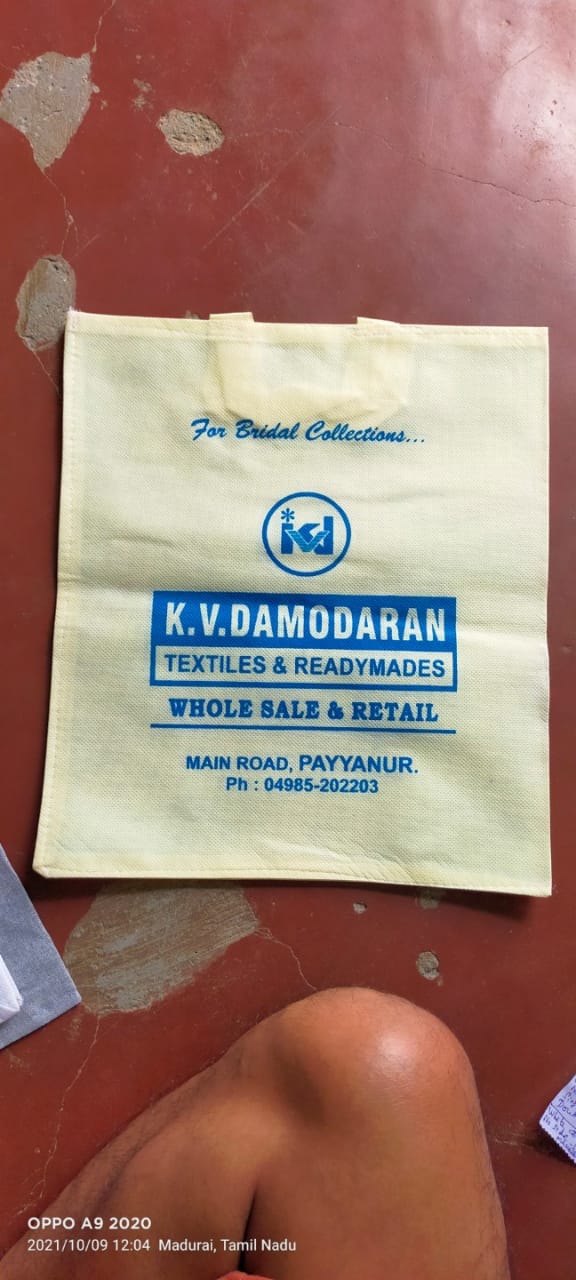 For Bridal Collections...
K.V.DAMODARAN
TEXTILES & READYMADES
WHOLE SALE & RETAIL
MAIN ROAD, PAYYANUR.
Ph : 04985-202203
OPPO A9 2020
2021/10/09 12:04 Madurai, Tamil Nadu